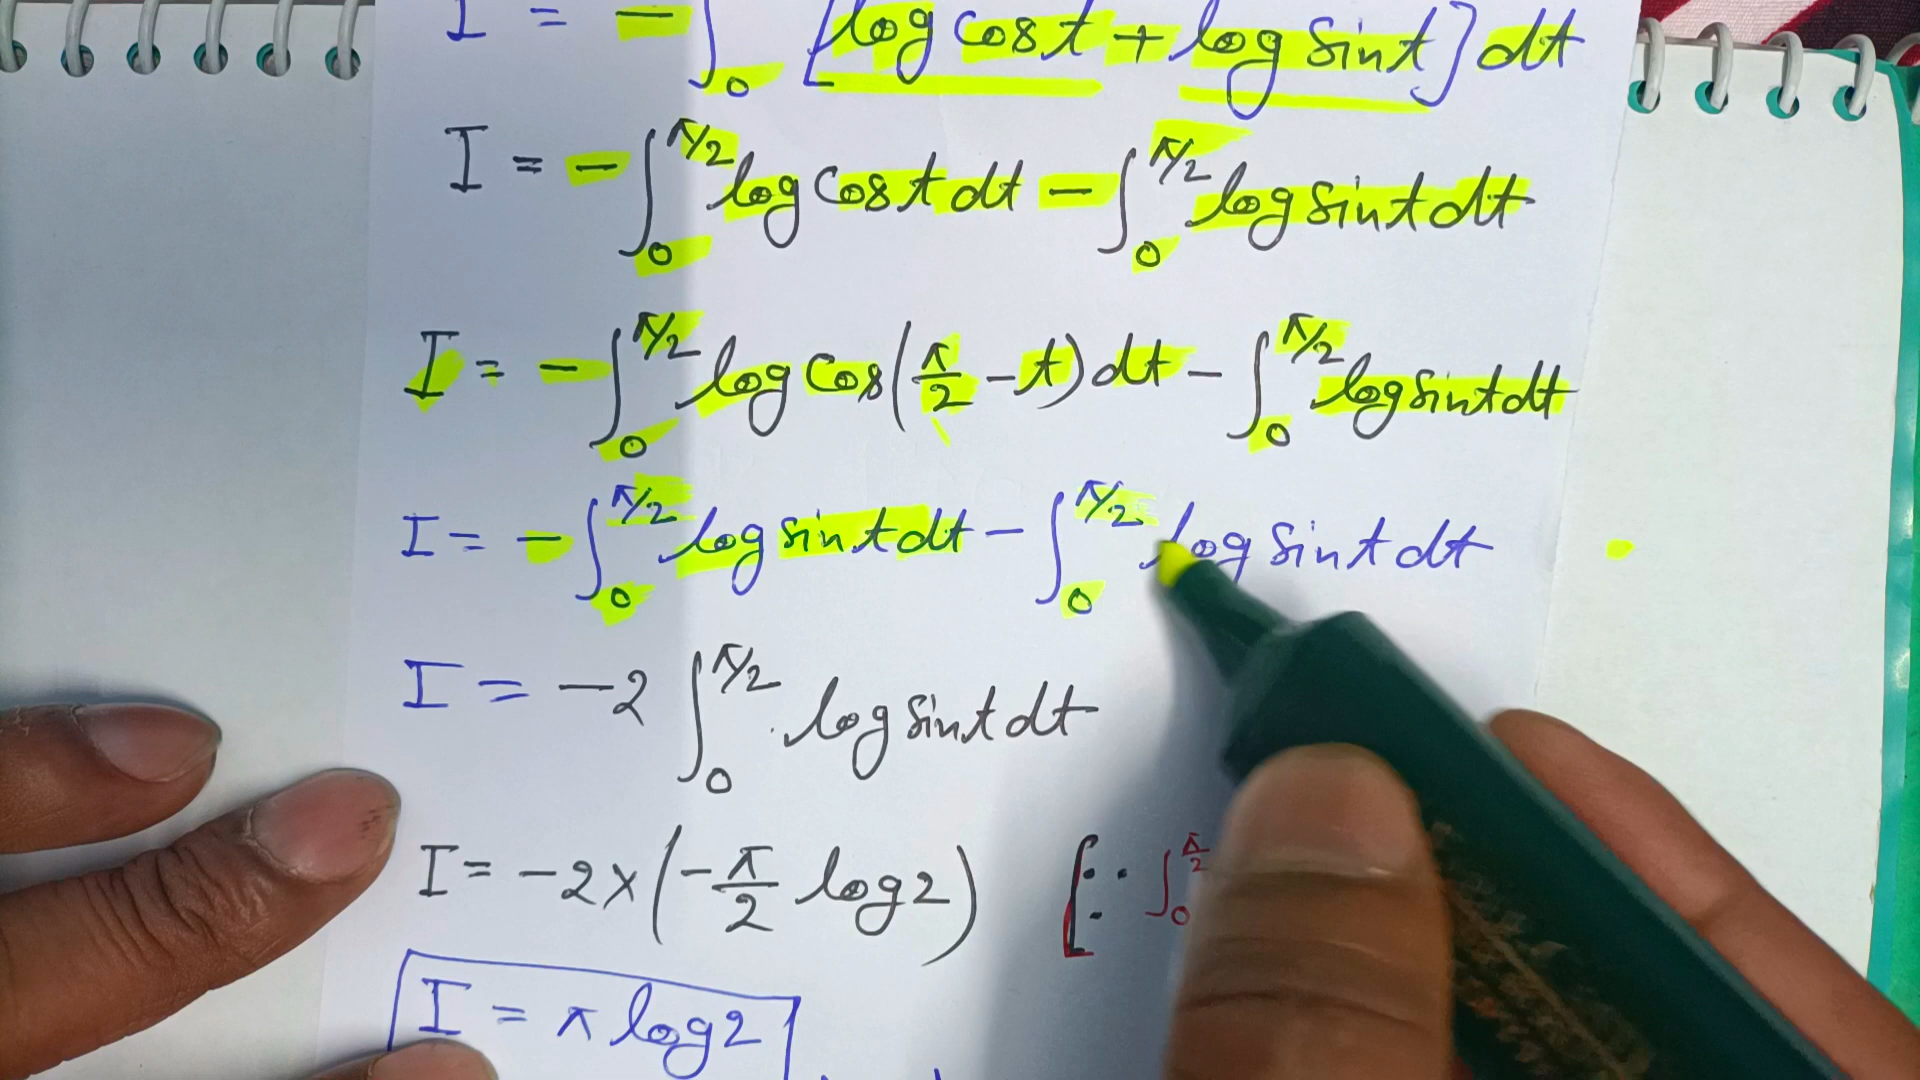 I = -∫₀ [log cos t + log sin t] dt
I = -∫₀^π/2 log cos t dt - ∫₀^π/2 log sin t dt
I = -∫₀^π/2 log cos(π/2 - t) dt - ∫₀^π/2 log sin t dt
I = -∫₀^π/2 log sin t dt - ∫₀^π/2 log sin t dt
I = -2 ∫₀^π/2 log sin t dt
I = -2 × (-π/2 log 2) [∵ ∫₀^π/2
I = π log 2